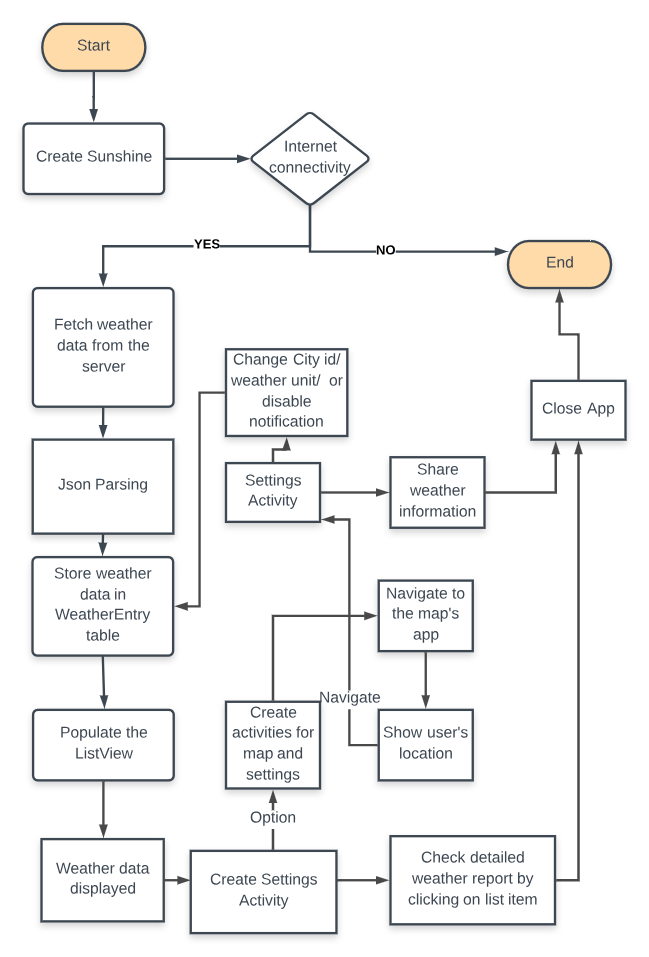 Start
Create Sunshine
Internet
connectivity
YES
NO
End
Fetch weather
data from the
server
Change City id/
weather unit/ or
disable
notification
Close App
Json Parsing
Settings
Activity
Share
weather
information
Store weather
data in
WeatherEntry
table
Navigate to
the map's
app
Navigate
Create
activities for
map and
settings
Show user's
location
Populate the
ListView
Option
Weather data
displayed
Create Settings
Activity
Check detailed
weather report by
clicking on list item